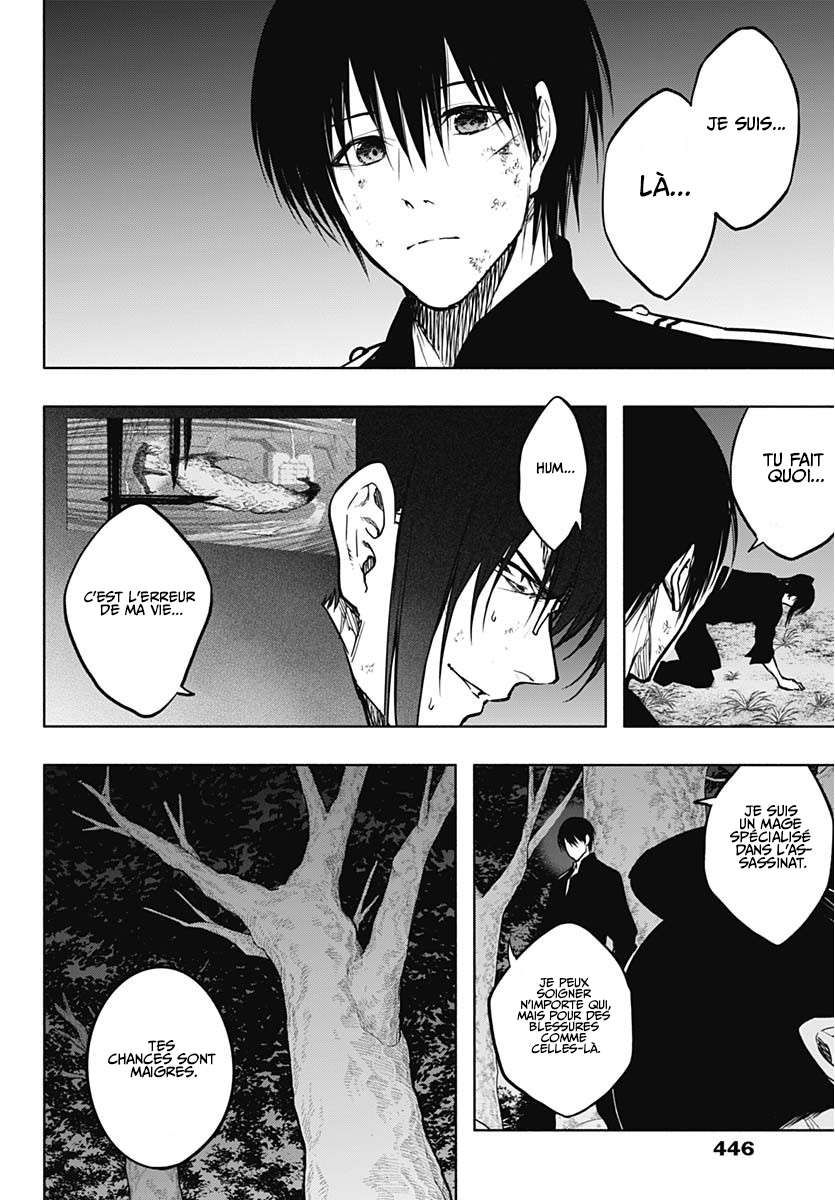 JE SUIS...
LÀ...
TU FAIT
QUOI...
HUM...
C'EST L'ERREUR
DE MA VIE...
JE SUIS
UN MAGE
SPÉCIALISÉ
DANS L'AS-
SASSINAT.
JE PEUX
SOIGNER
N'IMPORTE QUI,
MAIS POUR DES
BLESSURES
COMME
CELLES-LÀ.
TES
CHANCES SONT
MAIGRES.
446